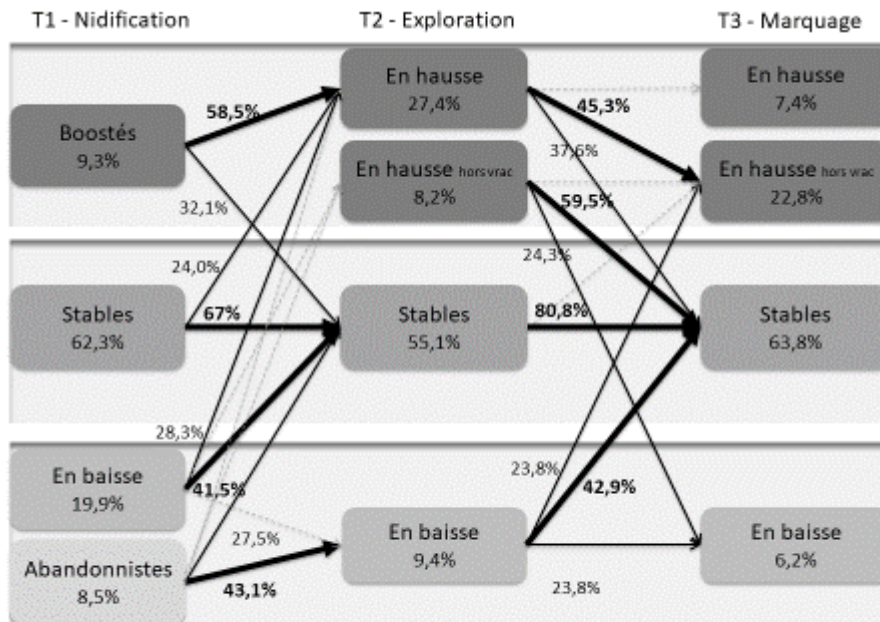 T1 - Nidification
T2 - Exploration
T3 - Marquage
En hausse
27,4%
En hausse
7,4%
58,5%
45,3%
Boostés
9,3%
37,6%
En hausse hors vrac
8,2%
En hausse hors vrac
22,8%
32,1%
59,5%
24,0%
24,3%
Stables
62,3%
67%
Stables
55,1%
80,8%
Stables
63,8%
28,3%
En baisse
19,9%
41,5%
23,8%
42,9%
27,5%
En baisse
9,4%
En baisse
6,2%
Abandonnistes
8,5%
43,1%
23,8%